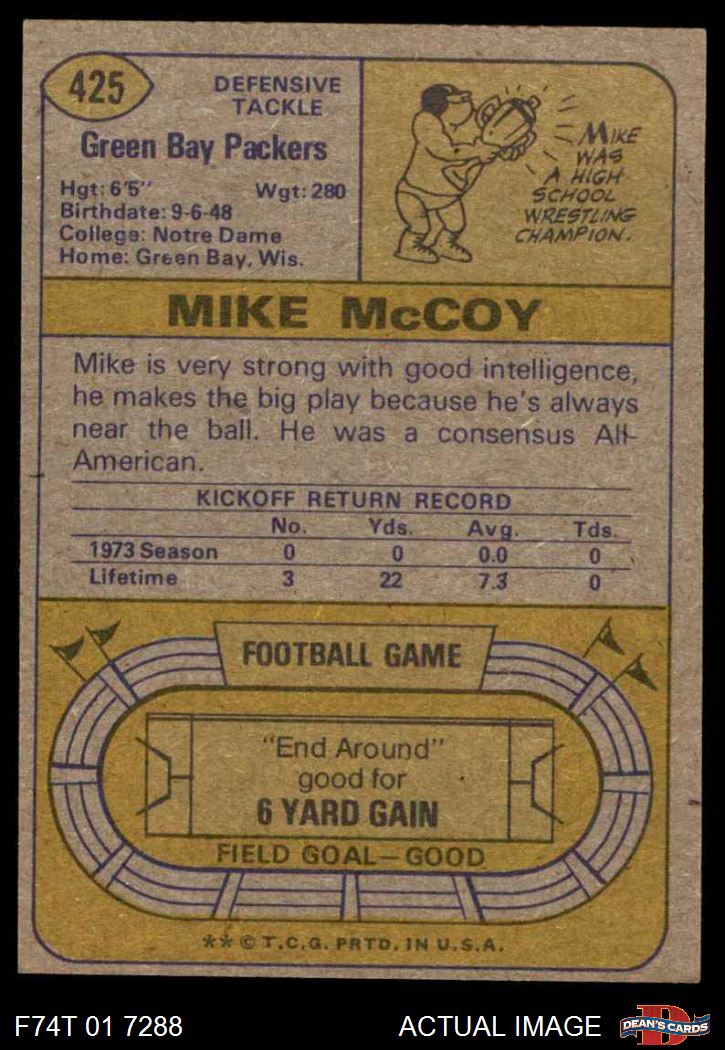 425
DEFENSIVE
TACKLE
Green Bay Packers
Hgt: 6'5" Wgt: 280
Birthdate: 9-6-48
College: Notre Dame
Home: Green Bay, Wis.
MIKE
WAS
A HIGH
SCHOOL
WRESTLING
CHAMPION.
MIKE McCOY
Mike is very strong with good intelligence,
he makes the big play because he's always
near the ball. He was a consensus All-
American.
KICKOFF RETURN RECORD
No. Yds. Avg. Tds.
1973 Season 0 0 0.0 0
Lifetime 3 22 7.3 0
FOOTBALL GAME
"End Around"
good for
6 YARD GAIN
FIELD GOAL—GOOD
** © T.C.G. PRTD. IN U.S.A.
F74T 01 7288 ACTUAL IMAGE
D
DEAN'S CARDS